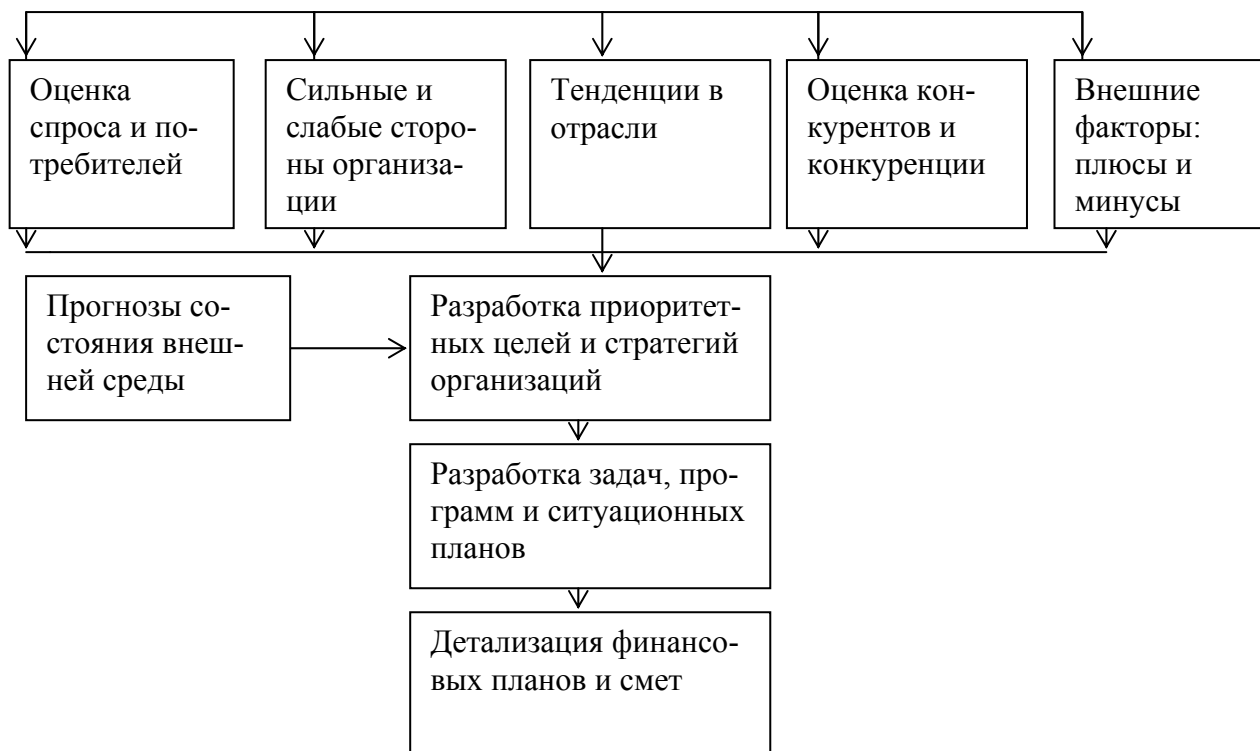 Оценка
спроса и по-
требителей
Сильные и
слабые сторо-
ны организа-
ции
Тенденции в
отрасли
Оценка кон-
курентов и
конкуренции
Внешние
факторы:
плюсы и
минусы
Прогнозы со-
стояния внеш-
ней среды
Разработка приоритет-
ных целей и стратегий
организаций
Разработка задач, про-
грамм и ситуационных
планов
Детализация финансо-
вых планов и смет